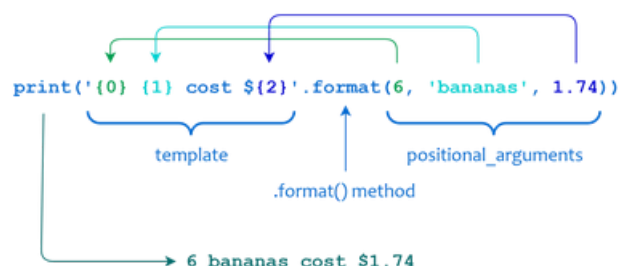 print('{0} {1} cost ${2}'.format(6, 'bananas', 1.74))
template
positional_arguments
.format() method
6 bananas cost $1.74